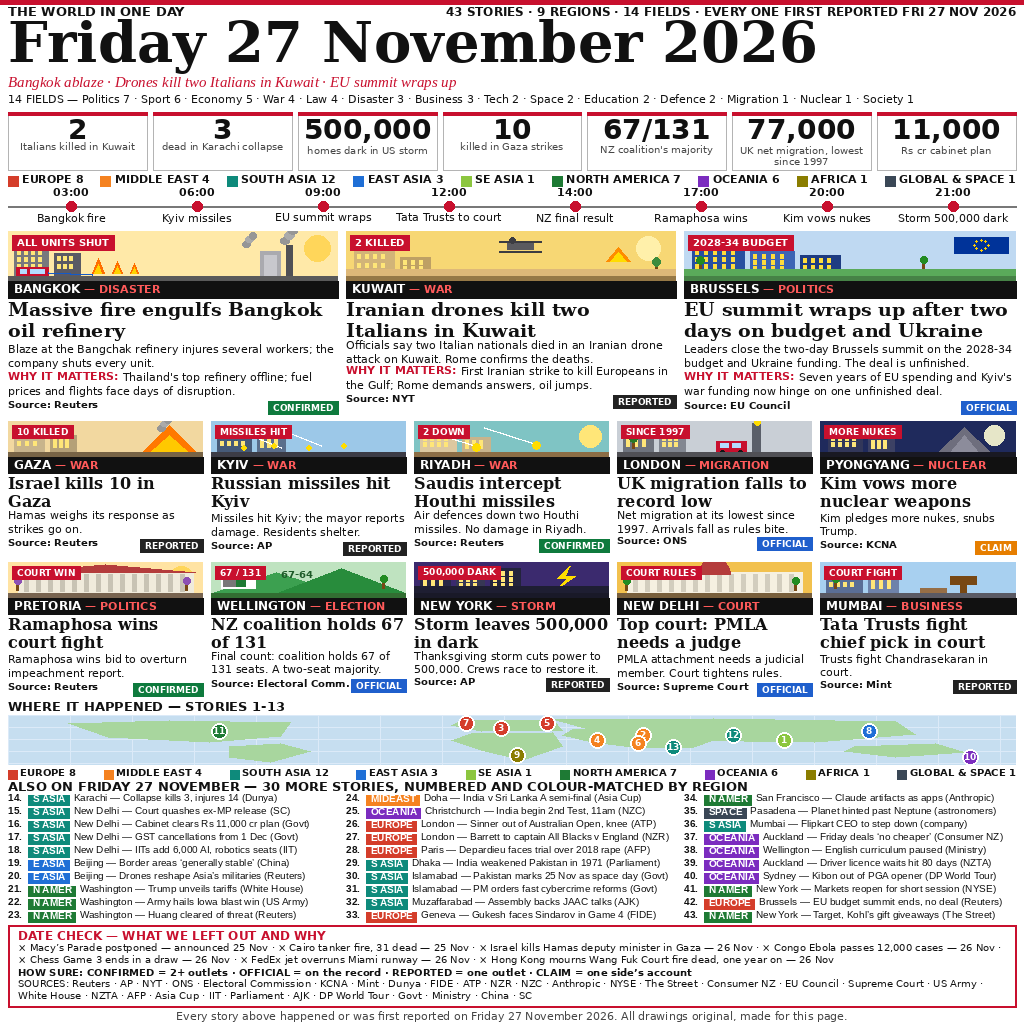 THE WORLD IN ONE DAY
43 STORIES · 9 REGIONS · 14 FIELDS · EVERY ONE FIRST REPORTED FRI 27 NOV 2026
Friday 27 November 2026
Bangkok ablaze · Drones kill two Italians in Kuwait · EU summit wraps up
14 FIELDS — Politics 7 · Sport 6 · Economy 5 · War 4 · Law 4 · Disaster 3 · Business 3 · Tech 2 · Space 2 · Education 2 · Defence 2 · Migration 1 · Nuclear 1 · Society 1
2
Italians killed in Kuwait
3
dead in Karachi collapse
500,000
homes dark in US storm
10
killed in Gaza strikes
67/131
NZ coalition's majority
77,000
UK net migration, lowest
since 1997
11,000
Rs cr cabinet plan
EUROPE 8
MIDDLE EAST 4
SOUTH ASIA 12
EAST ASIA 3
SE ASIA 1
NORTH AMERICA 7
OCEANIA 6
AFRICA 1
GLOBAL & SPACE 1
03:00
06:00
09:00
12:00
14:00
17:00
20:00
21:00
Bangkok fire
Kyiv missiles
EU summit wraps
Tata Trusts to court
NZ final result
Ramaphosa wins
Kim vows nukes
Storm 500,000 dark
ALL UNITS SHUT
BANGKOK — DISASTER
Massive fire engulfs Bangkok
oil refinery
Blaze at the Bangchak refinery injures several workers; the
company shuts every unit.
WHY IT MATTERS: Thailand's top refinery offline; fuel
prices and flights face days of disruption.
Source: Reuters
CONFIRMED
2 KILLED
KUWAIT — WAR
Iranian drones kill two
Italians in Kuwait
Officials say two Italian nationals died in an Iranian drone
attack on Kuwait. Rome confirms the deaths.
WHY IT MATTERS: First Iranian strike to kill Europeans in
the Gulf; Rome demands answers, oil jumps.
Source: NYT
REPORTED
2028-34 BUDGET
BRUSSELS — POLITICS
EU summit wraps up after two
days on budget and Ukraine
Leaders close the two-day Brussels summit on the 2028-34
budget and Ukraine funding. The deal is unfinished.
WHY IT MATTERS: Seven years of EU spending and Kyiv's
war funding now hinge on one unfinished deal.
Source: EU Council
OFFICIAL
10 KILLED
GAZA — WAR
Israel kills 10 in
Gaza
Hamas weighs its response as
strikes go on.
Source: Reuters
REPORTED
MISSILES HIT
KYIV — WAR
Russian missiles hit
Kyiv
Missiles hit Kyiv; the mayor reports
damage. Residents shelter.
Source: AP
REPORTED
2 DOWN
RIYADH — WAR
Saudis intercept
Houthi missiles
Air defences down two Houthi
missiles. No damage in Riyadh.
Source: Reuters
CONFIRMED
SINCE 1997
LONDON — MIGRATION
UK migration falls to
record low
Net migration at its lowest since
1997. Arrivals fall as rules bite.
Source: ONS
OFFICIAL
MORE NUKES
PYONGYANG — NUCLEAR
Kim vows more
nuclear weapons
Kim pledges more nukes, snubs
Trump.
Source: KCNA
CLAIM
COURT WIN
PRETORIA — POLITICS
Ramaphosa wins
court fight
Ramaphosa wins bid to overturn
impeachment report.
Source: Reuters
CONFIRMED
67 / 131
67-64
WELLINGTON — ELECTION
NZ coalition holds 67
of 131
Final count: coalition holds 67 of
131 seats. A two-seat majority.
Source: Electoral Comm.
OFFICIAL
500,000 DARK
NEW YORK — STORM
Storm leaves 500,000
in dark
Thanksgiving storm cuts power to
500,000. Crews race to restore it.
Source: AP
REPORTED
COURT RULES
NEW DELHI — COURT
Top court: PMLA
needs a judge
PMLA attachment needs a judicial
member. Court tightens rules.
Source: Supreme Court
OFFICIAL
COURT FIGHT
MUMBAI — BUSINESS
Tata Trusts fight
chief pick in court
Trusts fight Chandrasekaran in
court.
Source: Mint
REPORTED
WHERE IT HAPPENED — STORIES 1-13
11
7
3
5
9
4
2
6
13
12
1
8
10
EUROPE 8
MIDDLE EAST 4
SOUTH ASIA 12
EAST ASIA 3
SE ASIA 1
NORTH AMERICA 7
OCEANIA 6
AFRICA 1
GLOBAL & SPACE 1
ALSO ON FRIDAY 27 NOVEMBER — 30 MORE STORIES, NUMBERED AND COLOUR-MATCHED BY REGION
14. S ASIA Karachi — Collapse kills 3, injures 14 (Dunya)
15. S ASIA New Delhi — Court quashes ex-MP release (SC)
16. S ASIA New Delhi — Cabinet clears Rs 11,000 cr plan (Govt)
17. S ASIA New Delhi — GST cancellations from 1 Dec (Govt)
18. S ASIA New Delhi — IITs add 6,000 AI, robotics seats (IIT)
19. E ASIA Beijing — Border areas ‘generally stable’ (China)
20. E ASIA Beijing — Drones reshape Asia's militaries (Reuters)
21. N AMER Washington — Trump unveils tariffs (White House)
22. N AMER Washington — Army hails Iowa blast win (US Army)
23. N AMER Washington — Huang cleared of threat (Reuters)
24. MIDEAST Doha — India v Sri Lanka A semi-final (Asia Cup)
25. OCEANIA Christchurch — India begin 2nd Test, 11am (NZC)
26. EUROPE London — Sinner out of Australian Open, knee (ATP)
27. EUROPE London — Barrett to captain All Blacks v England (NZR)
28. EUROPE Paris — Depardieu faces trial over 2018 rape (AFP)
29. S ASIA Dhaka — India weakened Pakistan in 1971 (Parliament)
30. S ASIA Islamabad — Pakistan marks 25 Nov as space day (Govt)
31. S ASIA Islamabad — PM orders fast cybercrime reforms (Govt)
32. S ASIA Muzaffarabad — Assembly backs JAAC talks (AJK)
33. EUROPE Geneva — Gukesh faces Sindarov in Game 4 (FIDE)
34. N AMER San Francisco — Claude artifacts as apps (Anthropic)
35. SPACE Pasadena — Planet hinted past Neptune (astronomers)
36. S ASIA Mumbai — Flipkart CEO to step down (company)
37. OCEANIA Auckland — Friday deals ‘no cheaper’ (Consumer NZ)
38. OCEANIA Wellington — English curriculum paused (Ministry)
39. OCEANIA Auckland — Driver licence waits hit 80 days (NZTA)
40. OCEANIA Sydney — Kibon out of PGA opener (DP World Tour)
41. N AMER New York — Markets reopen for short session (NYSE)
42. EUROPE Brussels — EU budget summit ends, no deal (Reuters)
43. N AMER New York — Target, Kohl's gift giveaways (The Street)
DATE CHECK — WHAT WE LEFT OUT AND WHY
× Macy's Parade postponed — announced 25 Nov · × Cairo tanker fire, 31 dead — 25 Nov · × Israel kills Hamas deputy minister in Gaza — 26 Nov · × Congo Ebola passes 12,000 cases — 26 Nov ·
× Chess Game 3 ends in a draw — 26 Nov · × FedEx jet overruns Miami runway — 26 Nov · × Hong Kong mourns Wang Fuk Court fire dead, one year on — 26 Nov
HOW SURE: CONFIRMED = 2+ outlets · OFFICIAL = on the record · REPORTED = one outlet · CLAIM = one side's account
SOURCES: Reuters · AP · NYT · ONS · Electoral Commission · KCNA · Mint · Dunya · FIDE · ATP · NZR · NZC · Anthropic · NYSE · The Street · Consumer NZ · EU Council · Supreme Court · US Army ·
White House · NZTA · AFP · Asia Cup · IIT · Parliament · AJK · DP World Tour · Govt · Ministry · China · SC
Every story above happened or was first reported on Friday 27 November 2026. All drawings original, made for this page.